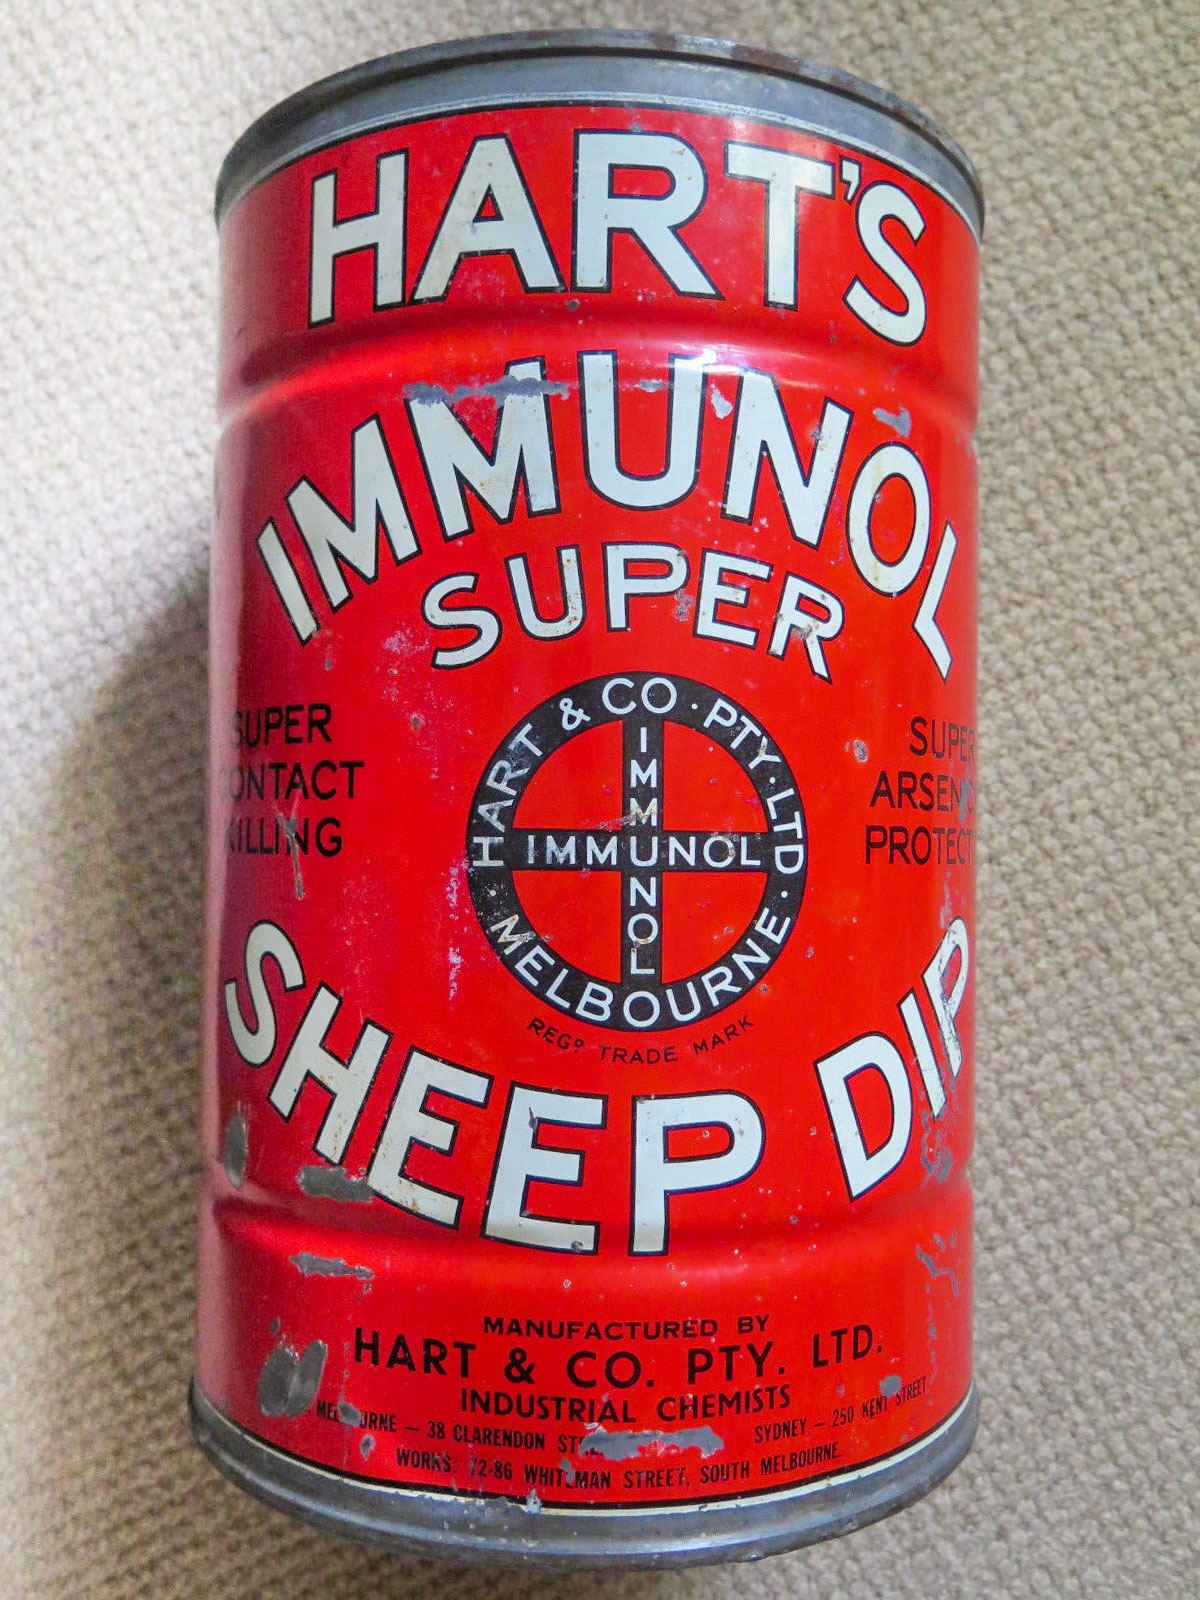 HART'S
IMMUNOL
SUPER
SUPER
CONTACT
KILLING
SUPER
PROTECT
HART & CO · PTY · LTD ·
MELBOURNE ·
IMMUNOL
IMMUNOL
REGD. TRADE MARK
SHEEP DIP
MANUFACTURED BY
HART & CO. PTY. LTD.
INDUSTRIAL CHEMISTS
MELBOURNE — 38 CLARENDON SYDNEY — 250 KENT STREET
WORKS: 72-86 WHITEMAN STREET, SOUTH MELBOURNE.